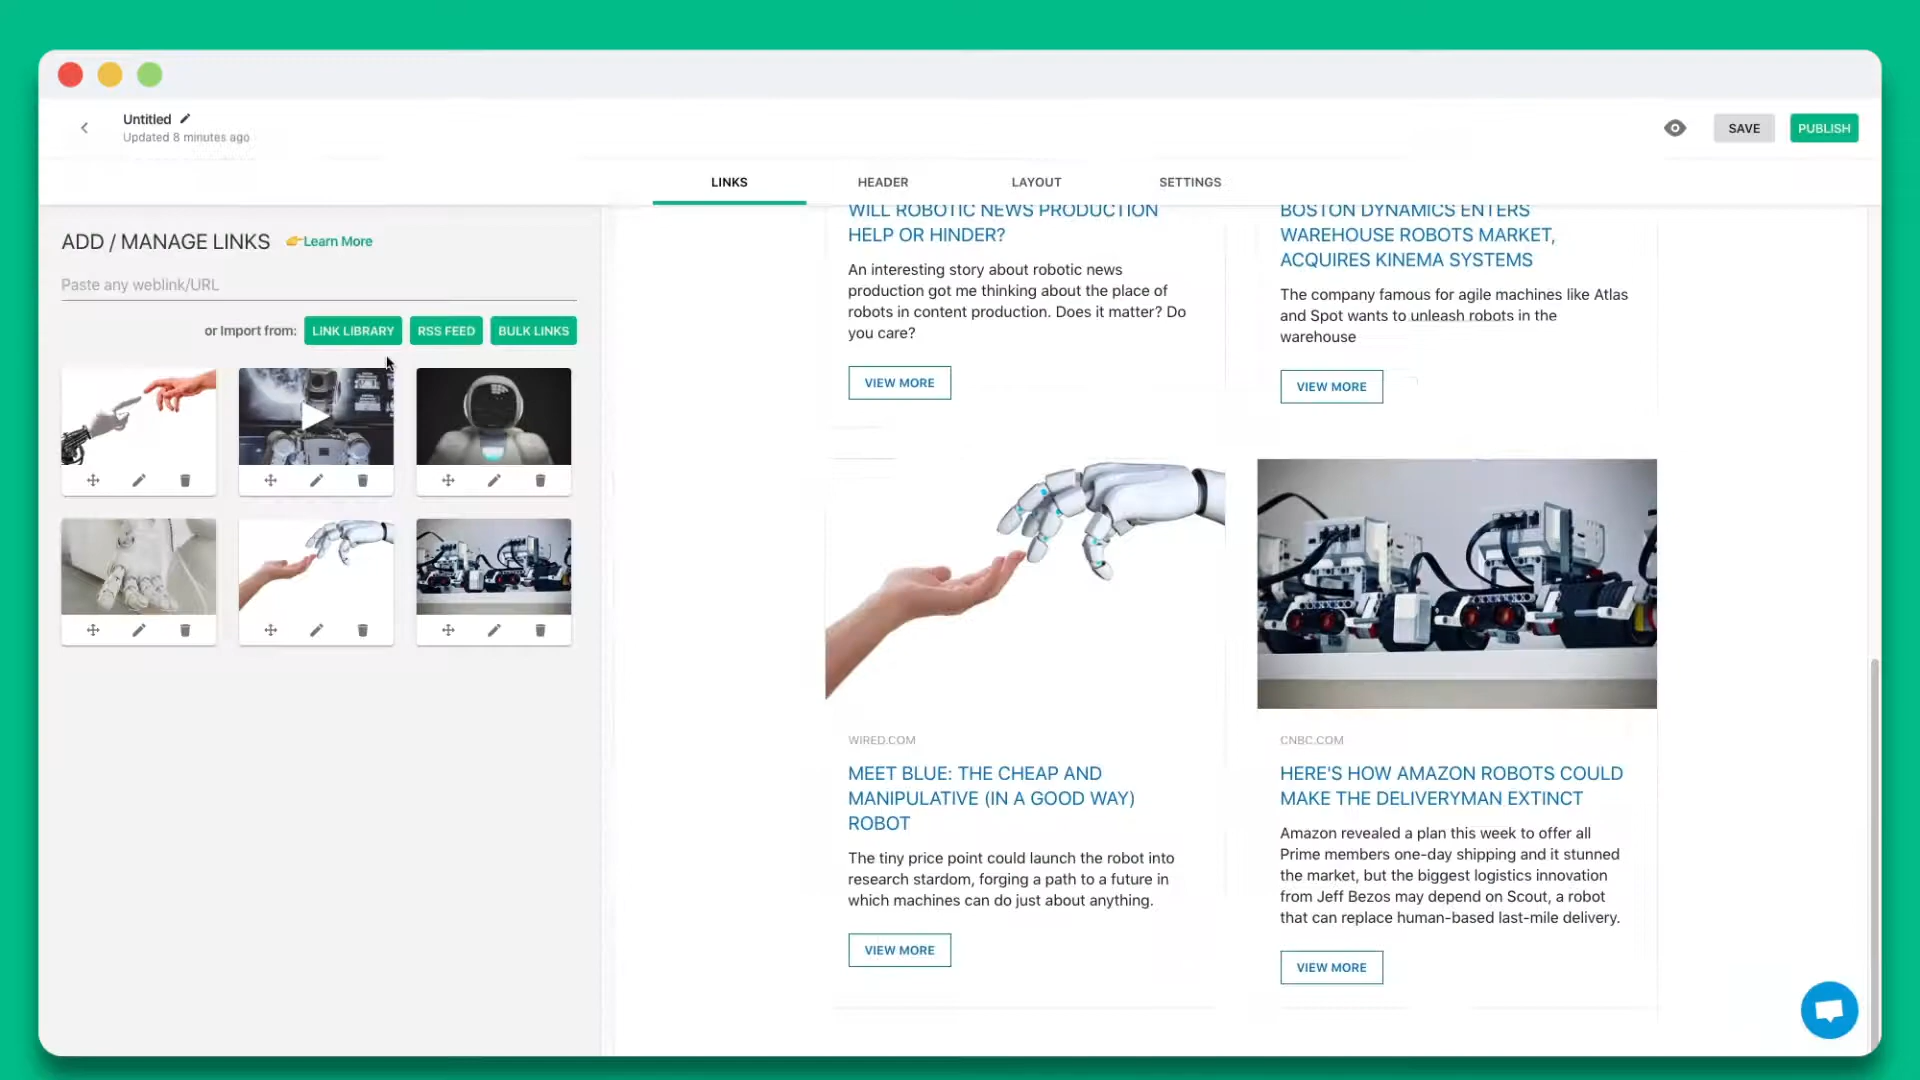 Untitled
Updated 8 minutes ago
SAVE
PUBLISH
LINKS
HEADER
LAYOUT
SETTINGS
ADD / MANAGE LINKS
Learn More
Paste any weblink/URL
or Import from:
LINK LIBRARY
RSS FEED
BULK LINKS
WILL ROBOTIC NEWS PRODUCTION
HELP OR HINDER?
An interesting story about robotic news
production got me thinking about the place of
robots in content production. Does it matter? Do
you care?
VIEW MORE
BOSTON DYNAMICS ENTERS
WAREHOUSE ROBOTS MARKET,
ACQUIRES KINEMA SYSTEMS
The company famous for agile machines like Atlas
and Spot wants to unleash robots in the
warehouse
VIEW MORE
WIRED.COM
MEET BLUE: THE CHEAP AND
MANIPULATIVE (IN A GOOD WAY)
ROBOT
The tiny price point could launch the robot into
research stardom, forging a path to a future in
which machines can do just about anything.
VIEW MORE
CNBC.COM
HERE'S HOW AMAZON ROBOTS COULD
MAKE THE DELIVERYMAN EXTINCT
Amazon revealed a plan this week to offer all
Prime members one-day shipping and it stunned
the market, but the biggest logistics innovation
from Jeff Bezos may depend on Scout, a robot
that can replace human-based last-mile delivery.
VIEW MORE